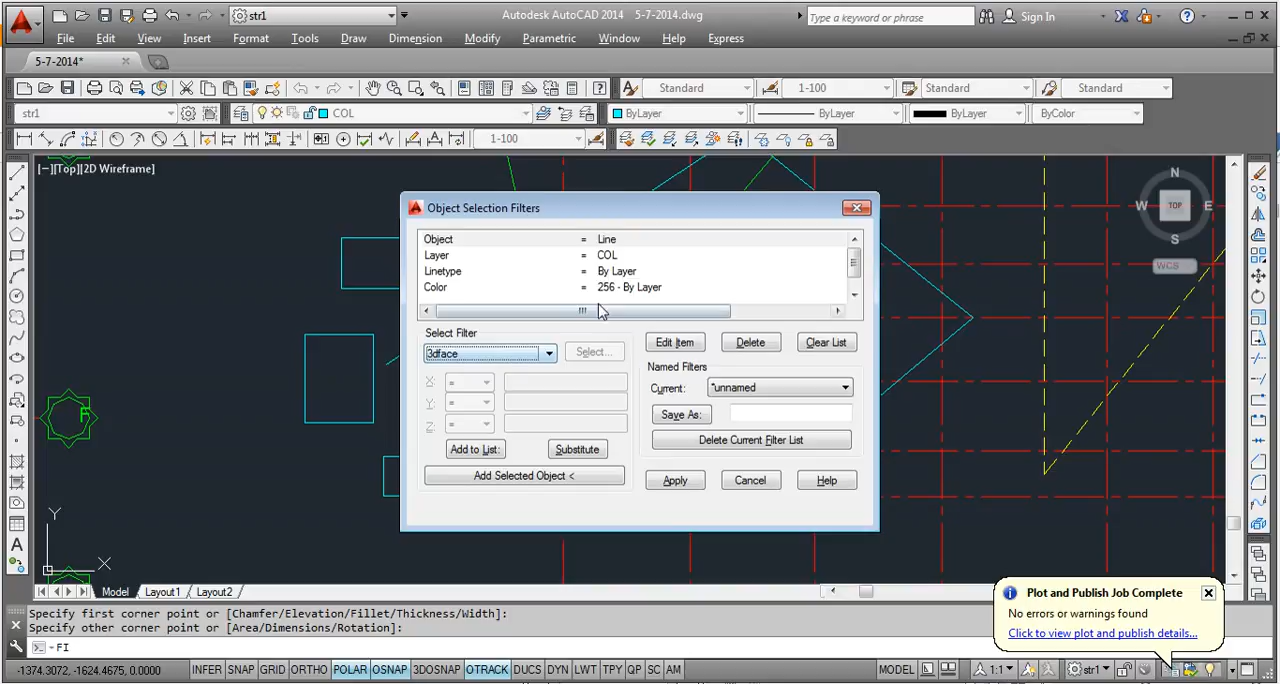 str1
Autodesk AutoCAD 2014 5-7-2014.dwg
Type a keyword or phrase
Sign In
File Edit View Insert Format Tools Draw Dimension Modify Parametric Window Help Express
5-7-2014*
Standard 1-100 Standard Standard
str1 COL ByLayer ByLayer ByLayer ByColor
1-100
[−][Top][2D Wireframe]
N
W TOP E
S
WCS
Object Selection Filters
Object = Line
Layer = COL
Linetype = By Layer
Color = 256 - By Layer
Select Filter
3dface Select...
X: =
Y: =
Z: =
Add to List: Substitute
Add Selected Object <
Edit Item Delete Clear List
Named Filters
Current: *unnamed
Save As:
Delete Current Filter List
Apply Cancel Help
Y
X
Model Layout1 Layout2
Specify first corner point or [Chamfer/Elevation/Fillet/Thickness/Width]:
Specify other corner point or [Area/Dimensions/Rotation]:
FI
Plot and Publish Job Complete
No errors or warnings found
Click to view plot and publish details...
-1374.3072, -1624.4675, 0.0000 INFER SNAP GRID ORTHO POLAR OSNAP 3DOSNAP OTRACK DUCS DYN LWT TPY QP SC AM MODEL 1:1 str1